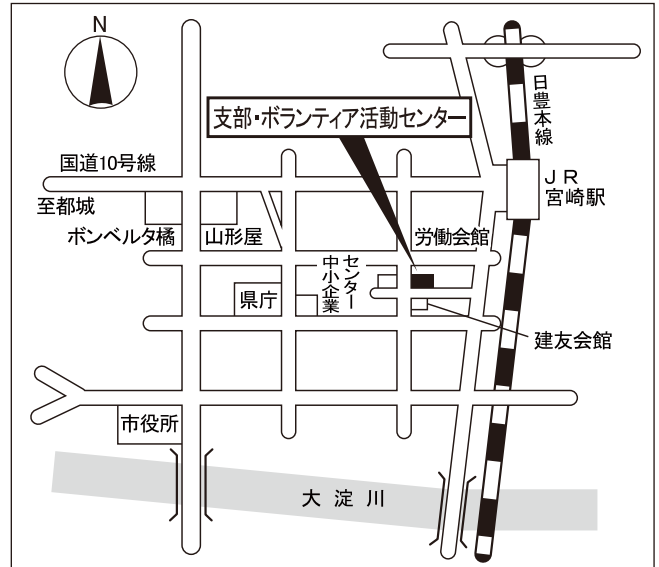 N
日豊本線
支部・ボランティア活動センター
国道10号線
至都城
JR
宮崎駅
ボンベルタ橘
山形屋
労働会館
中小企業
センター
県庁
建友会館
市役所
大淀川